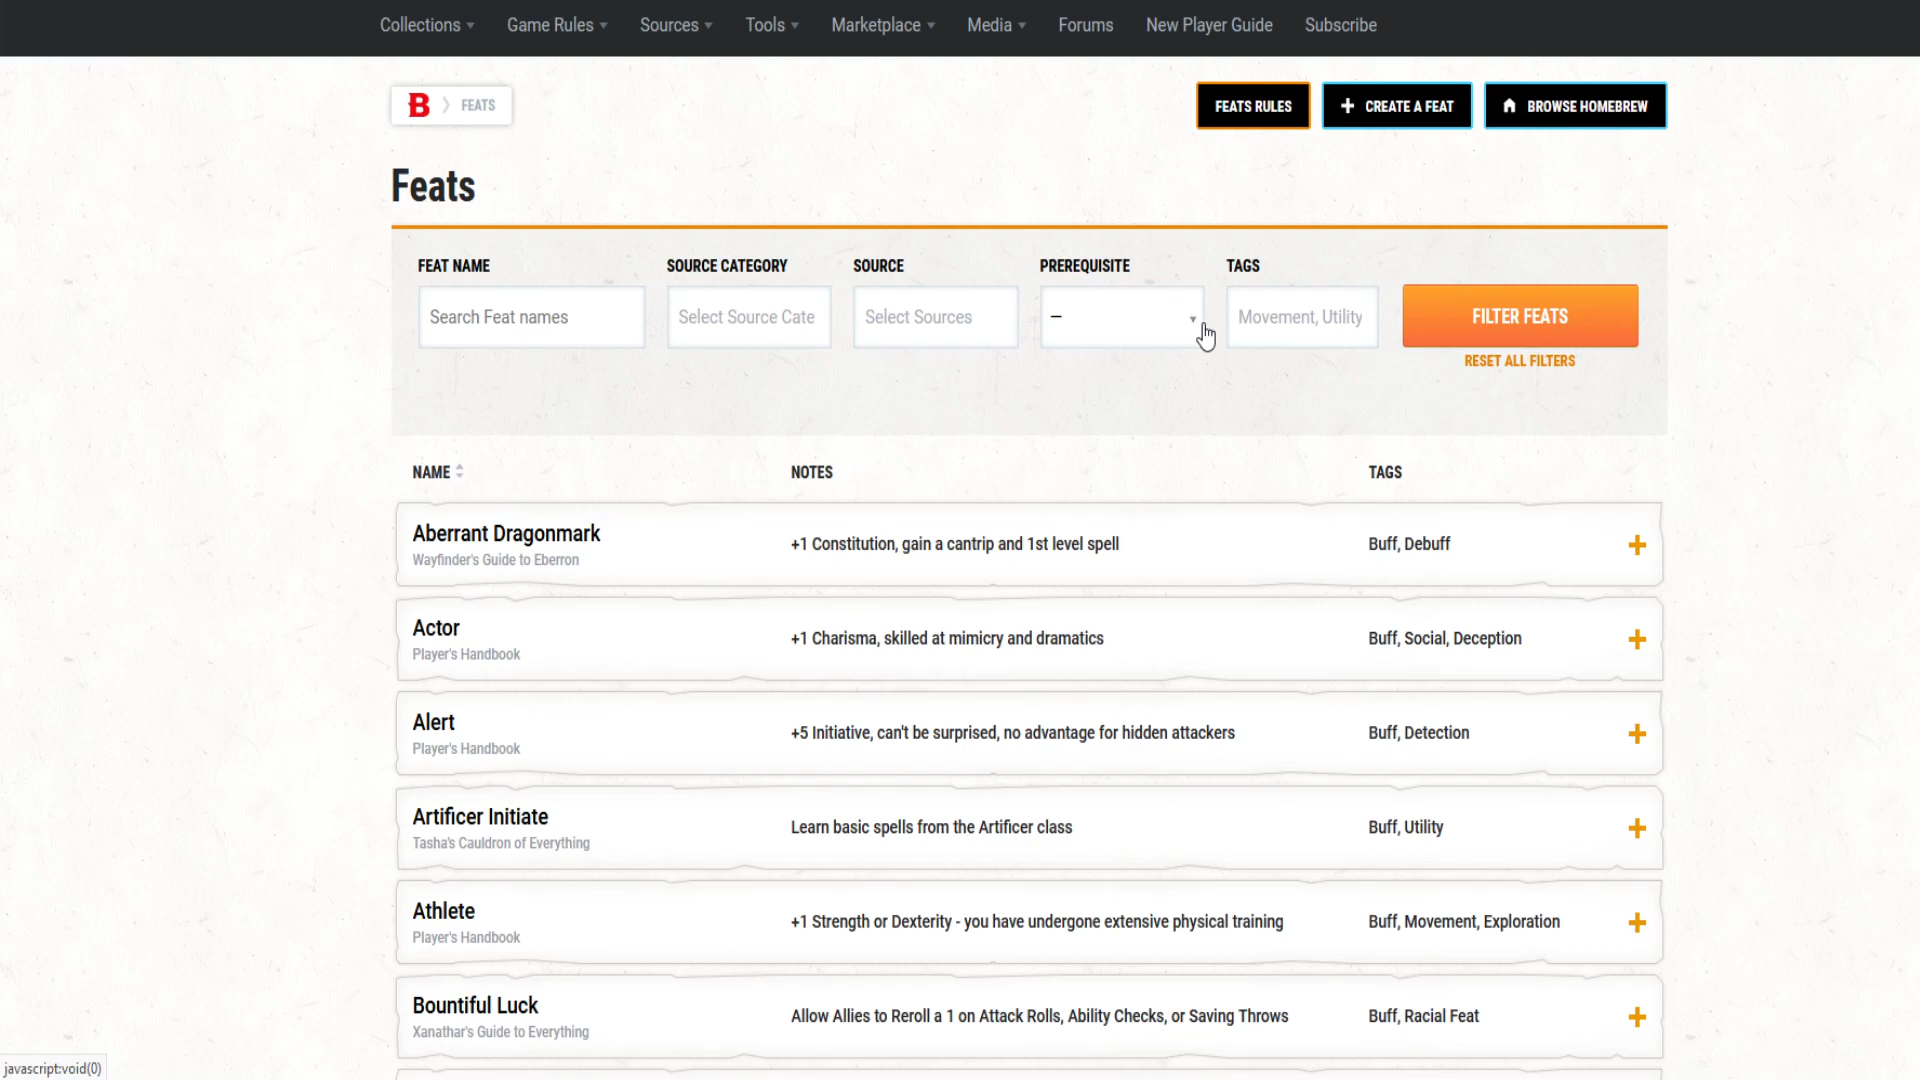 Collections Game Rules Sources Tools Marketplace Media Forums New Player Guide Subscribe
B FEATS
FEATS RULES
CREATE A FEAT
BROWSE HOMEBREW
Feats
FEAT NAME SOURCE CATEGORY SOURCE PREREQUISITE TAGS
Search Feat names Select Source Cate Select Sources – Movement, Utility FILTER FEATS
RESET ALL FILTERS
NAME NOTES TAGS
Aberrant Dragonmark
Wayfinder's Guide to Eberron
+1 Constitution, gain a cantrip and 1st level spell
Buff, Debuff
Actor
Player's Handbook
+1 Charisma, skilled at mimicry and dramatics
Buff, Social, Deception
Alert
Player's Handbook
+5 Initiative, can't be surprised, no advantage for hidden attackers
Buff, Detection
Artificer Initiate
Tasha's Cauldron of Everything
Learn basic spells from the Artificer class
Buff, Utility
Athlete
Player's Handbook
+1 Strength or Dexterity - you have undergone extensive physical training
Buff, Movement, Exploration
Bountiful Luck
Xanathar's Guide to Everything
Allow Allies to Reroll a 1 on Attack Rolls, Ability Checks, or Saving Throws
Buff, Racial Feat
javascript:void(0)